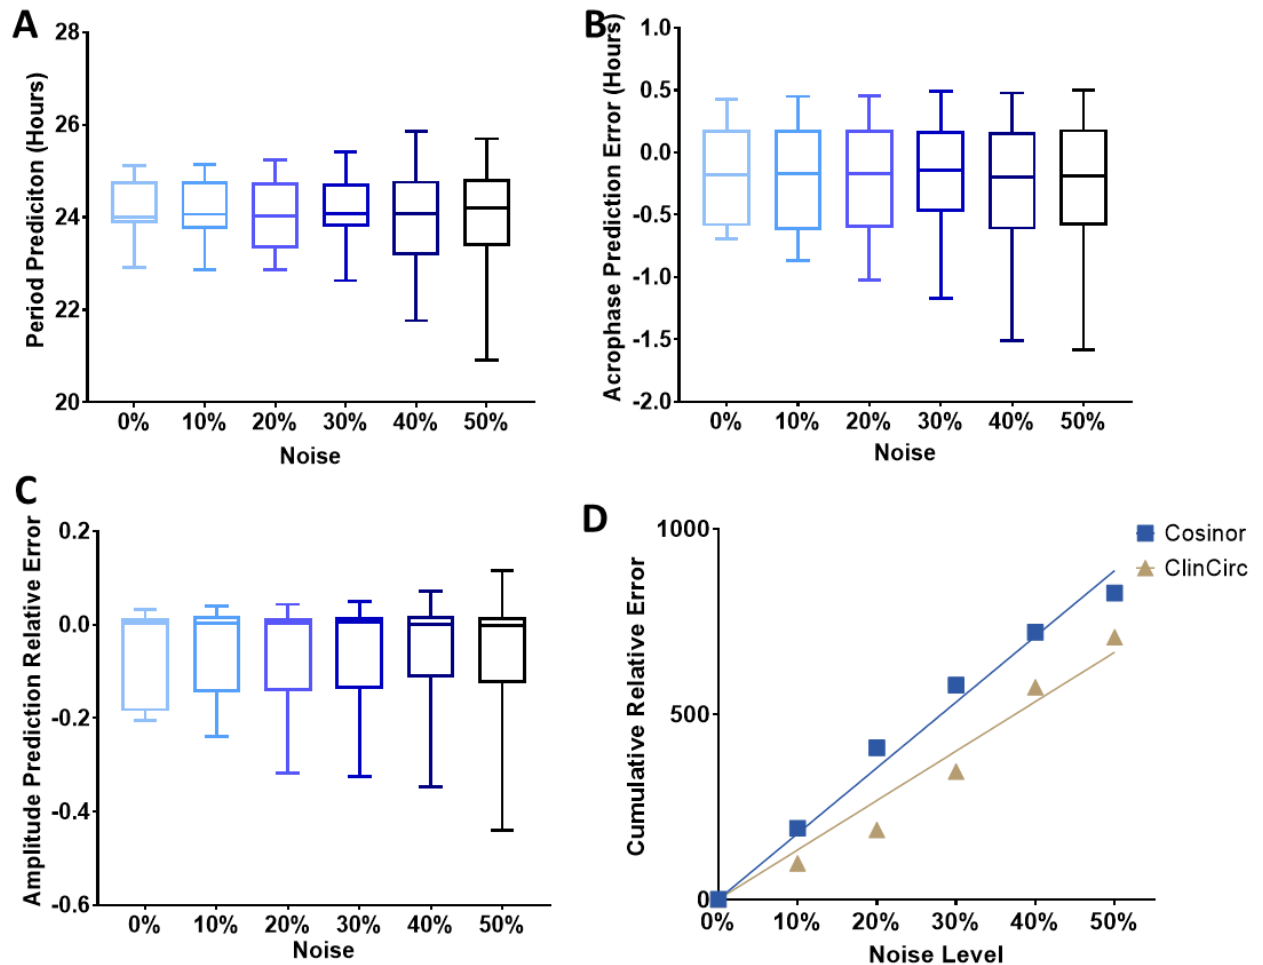 A
28
26
24
22
20
Period Prediciton (Hours)
0% 10% 20% 30% 40% 50%
Noise
B
1.0
0.5
0.0
-0.5
-1.0
-1.5
-2.0
Acrophase Prediction Error (Hours)
0% 10% 20% 30% 40% 50%
Noise
C
0.2
0.0
-0.2
-0.4
-0.6
Amplitude Prediction Relative Error
0% 10% 20% 30% 40% 50%
Noise
D
1000
500
0
Cumulative Relative Error
0% 10% 20% 30% 40% 50%
Noise Level
Cosinor
ClinCirc